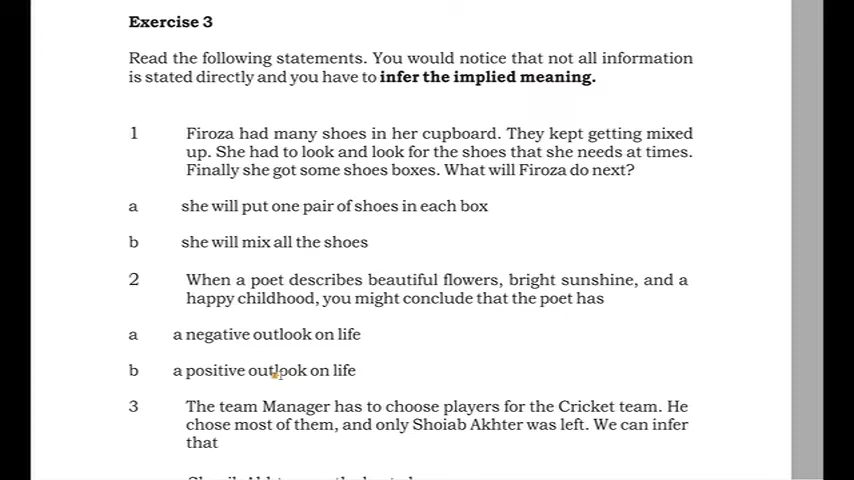 Exercise 3
Read the following statements. You would notice that not all information
is stated directly and you have to infer the implied meaning.
1 Firoza had many shoes in her cupboard. They kept getting mixed
up. She had to look and look for the shoes that she needs at times.
Finally she got some shoes boxes. What will Firoza do next?
a she will put one pair of shoes in each box
b she will mix all the shoes
2 When a poet describes beautiful flowers, bright sunshine, and a
happy childhood, you might conclude that the poet has
a a negative outlook on life
b a positive outlook on life
3 The team Manager has to choose players for the Cricket team. He
chose most of them, and only Shoiab Akhter was left. We can infer
that